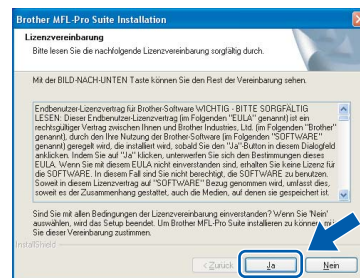 Brother MFL-Pro Suite Installation
Lizenzvereinbarung
Bitte lesen Sie die nachfolgende Lizenzvereinbarung sorgfältig durch.
Mit der BILD-NACH-UNTEN Taste können Sie den Rest der Vereinbarung sehen.
Endbenutzer-Lizenzvertrag für Brother-Software WICHTIG - BITTE SORGFÄLTIG
LESEN: Dieser Endbenutzer-Lizenzvertrag (im Folgenden "EULA" genannt) ist ein
rechtsgültiger Vertrag zwischen Ihnen und Brother Industries, Ltd. (im Folgenden "Brother"
genannt), durch den Ihre Nutzung der Brother-Software (im Folgenden "SOFTWARE"
genannt) geregelt wird, die installiert wird, sobald Sie den "Ja"-Button in diesem Dialogfeld
anklicken. Indem Sie auf "Ja" klicken, unterwerfen Sie sich den Bestimmungen dieses
EULA. Wenn Sie mit diesem EULA nicht einverstanden sind, erhalten Sie keine Lizenz für
die SOFTWARE. In diesem Fall sind Sie nicht berechtigt, die SOFTWARE zu benutzen.
Soweit in diesem Lizenzvertrag auf "SOFTWARE" Bezug genommen wird, umfasst dies,
soweit es der Zusammenhang gestattet, auch die Medien, auf denen sie gespeichert ist.
Sind Sie mit allen Bedingungen der Lizenzvereinbarung einverstanden? Wenn Sie 'Nein'
auswählen, wird das Setup beendet. Um Brother MFL-Pro Suite installieren zu können,
Sie dieser Vereinbarung zustimmen.
InstallShield
< Zurück Ja Nein